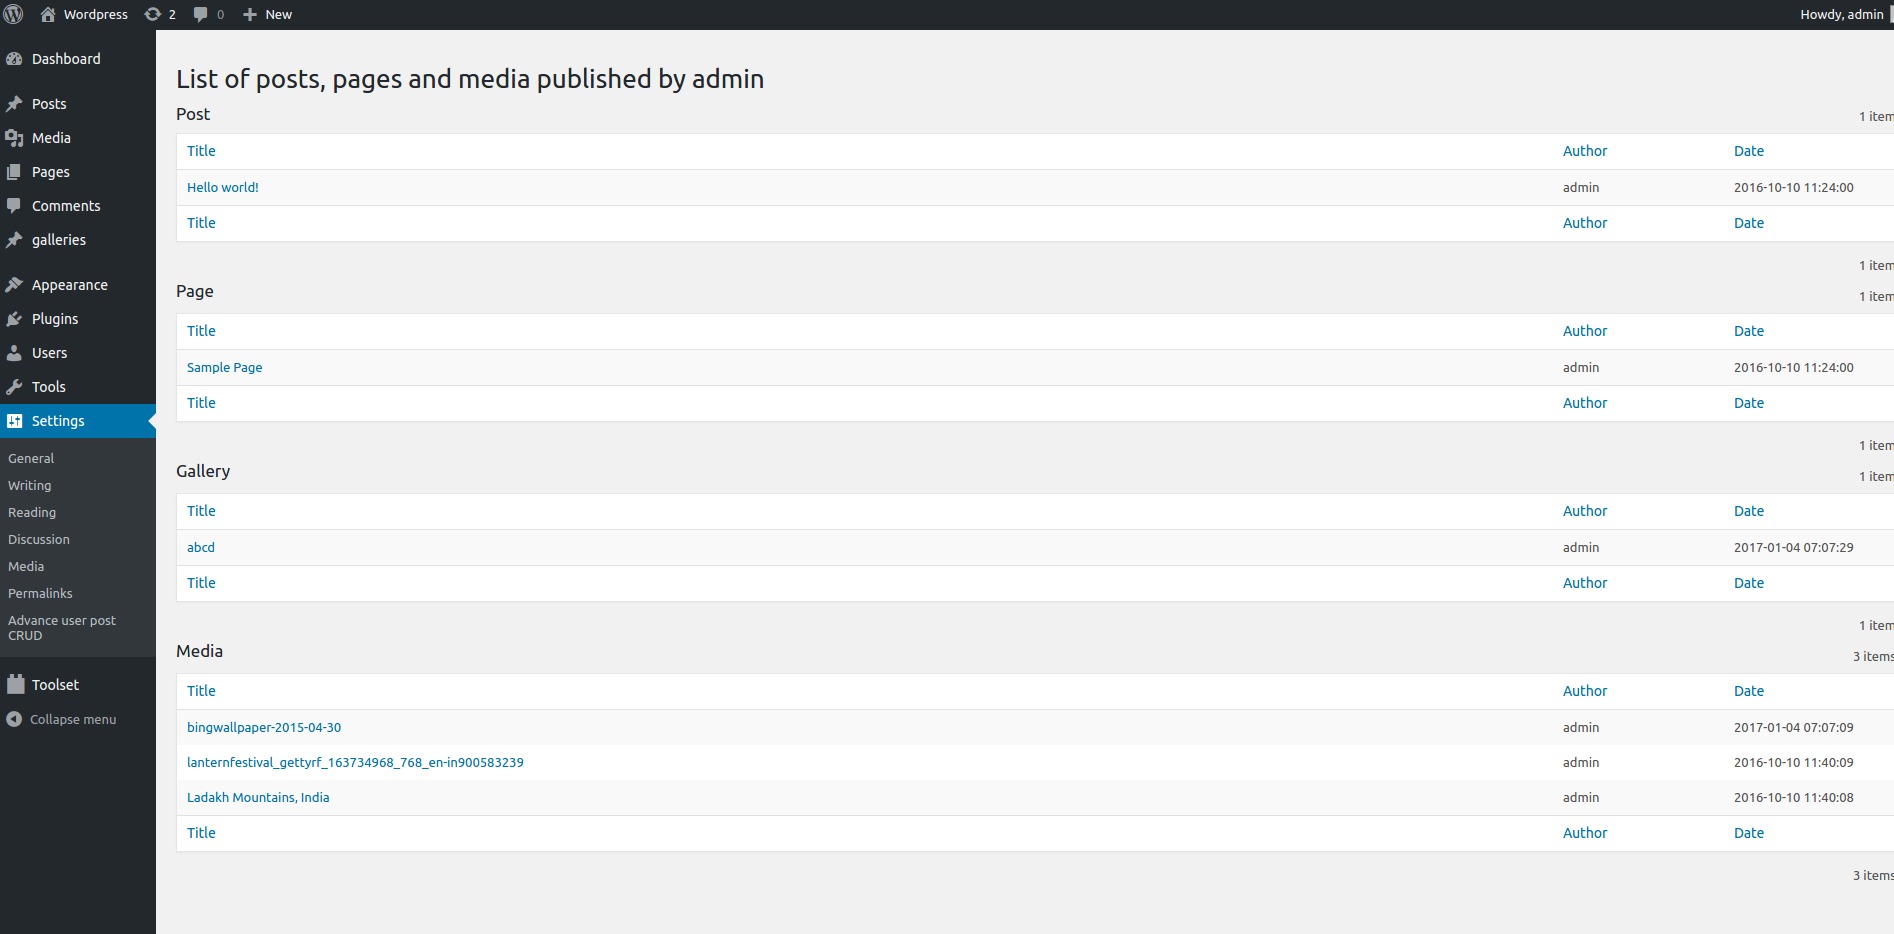 Wordpress 2 0 New Howdy, admin
Dashboard
Posts
Media
Pages
Comments
galleries
Appearance
Plugins
Users
Tools
Settings
General
Writing
Reading
Discussion
Media
Permalinks
Advance user post
CRUD
Toolset
Collapse menu
List of posts, pages and media published by admin
Post 1 item
Title Author Date
Hello world! admin 2016-10-10 11:24:00
Title Author Date
1 item
Page 1 item
Title Author Date
Sample Page admin 2016-10-10 11:24:00
Title Author Date
1 item
Gallery 1 item
Title Author Date
abcd admin 2017-01-04 07:07:29
Title Author Date
1 item
Media 3 items
Title Author Date
bingwallpaper-2015-04-30 admin 2017-01-04 07:07:09
lanternfestival_gettyrf_163734968_768_en-in900583239 admin 2016-10-10 11:40:09
Ladakh Mountains, India admin 2016-10-10 11:40:08
Title Author Date
3 items